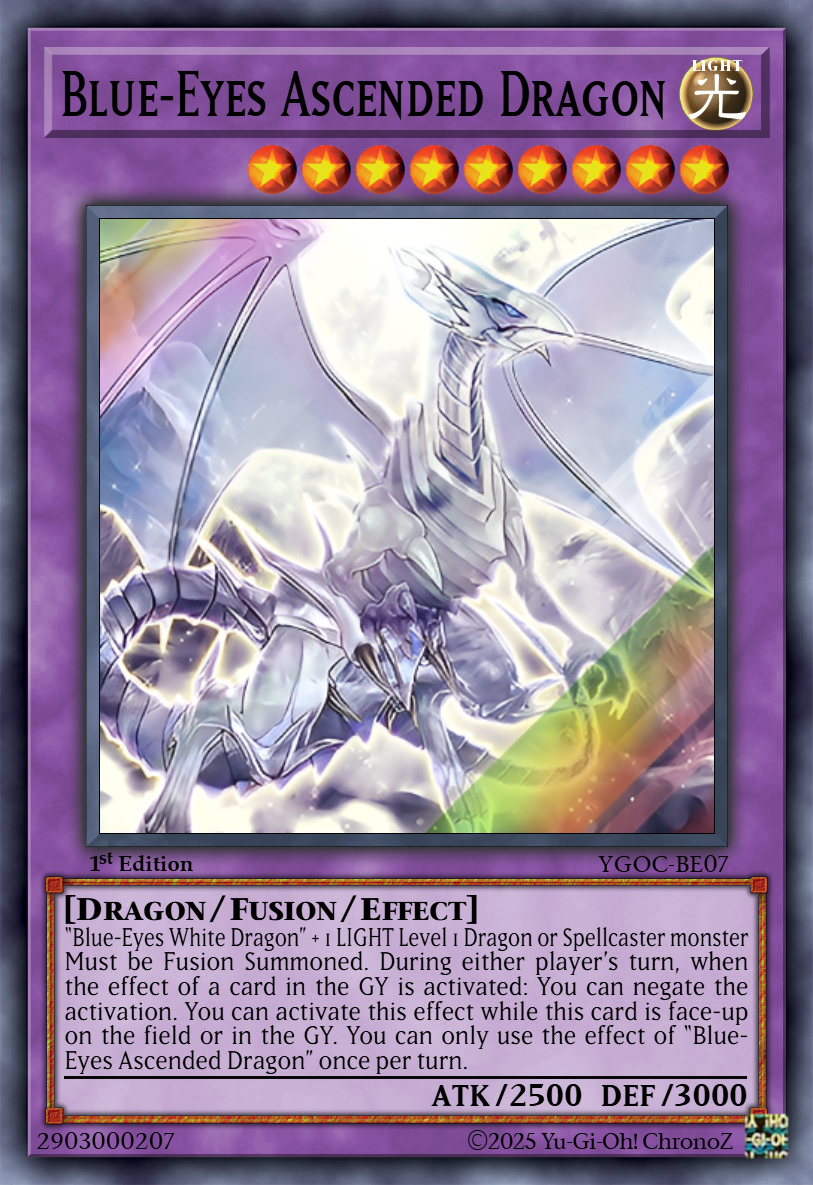 Blue-Eyes Ascended Dragon
LIGHT
光
1st Edition
YGOC-BE07
[Dragon/Fusion/Effect]
"Blue-Eyes White Dragon" + 1 LIGHT Level 1 Dragon or Spellcaster monster
Must be Fusion Summoned. During either player's turn, when
the effect of a card in the GY is activated: You can negate the
activation. You can activate this effect while this card is face-up
on the field or in the GY. You can only use the effect of "Blue-
Eyes Ascended Dragon" once per turn.
ATK/2500 DEF/3000
2903000207
©2025 Yu-Gi-Oh! ChronoZ